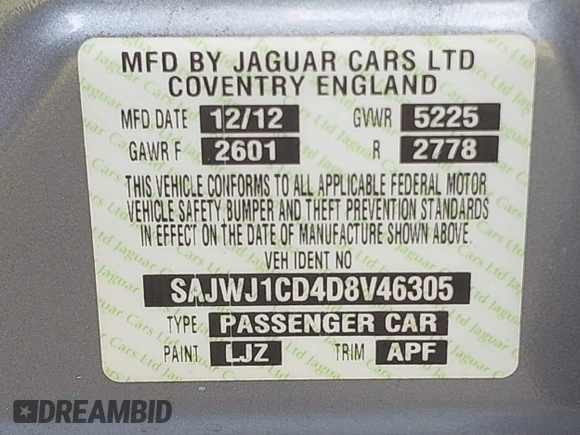 MFD BY JAGUAR CARS LTD
COVENTRY ENGLAND
MFD DATE 12/12 GVWR 5225
GAWR F 2601 R 2778
THIS VEHICLE CONFORMS TO ALL APPLICABLE FEDERAL MOTOR
VEHICLE SAFETY, BUMPER AND THEFT PREVENTION STANDARDS
IN EFFECT ON THE DATE OF MANUFACTURE SHOWN ABOVE.
VEH IDENT NO
SAJWJ1CD4D8V46305
TYPE PASSENGER CAR
PAINT LJZ TRIM APF
DREAMBID